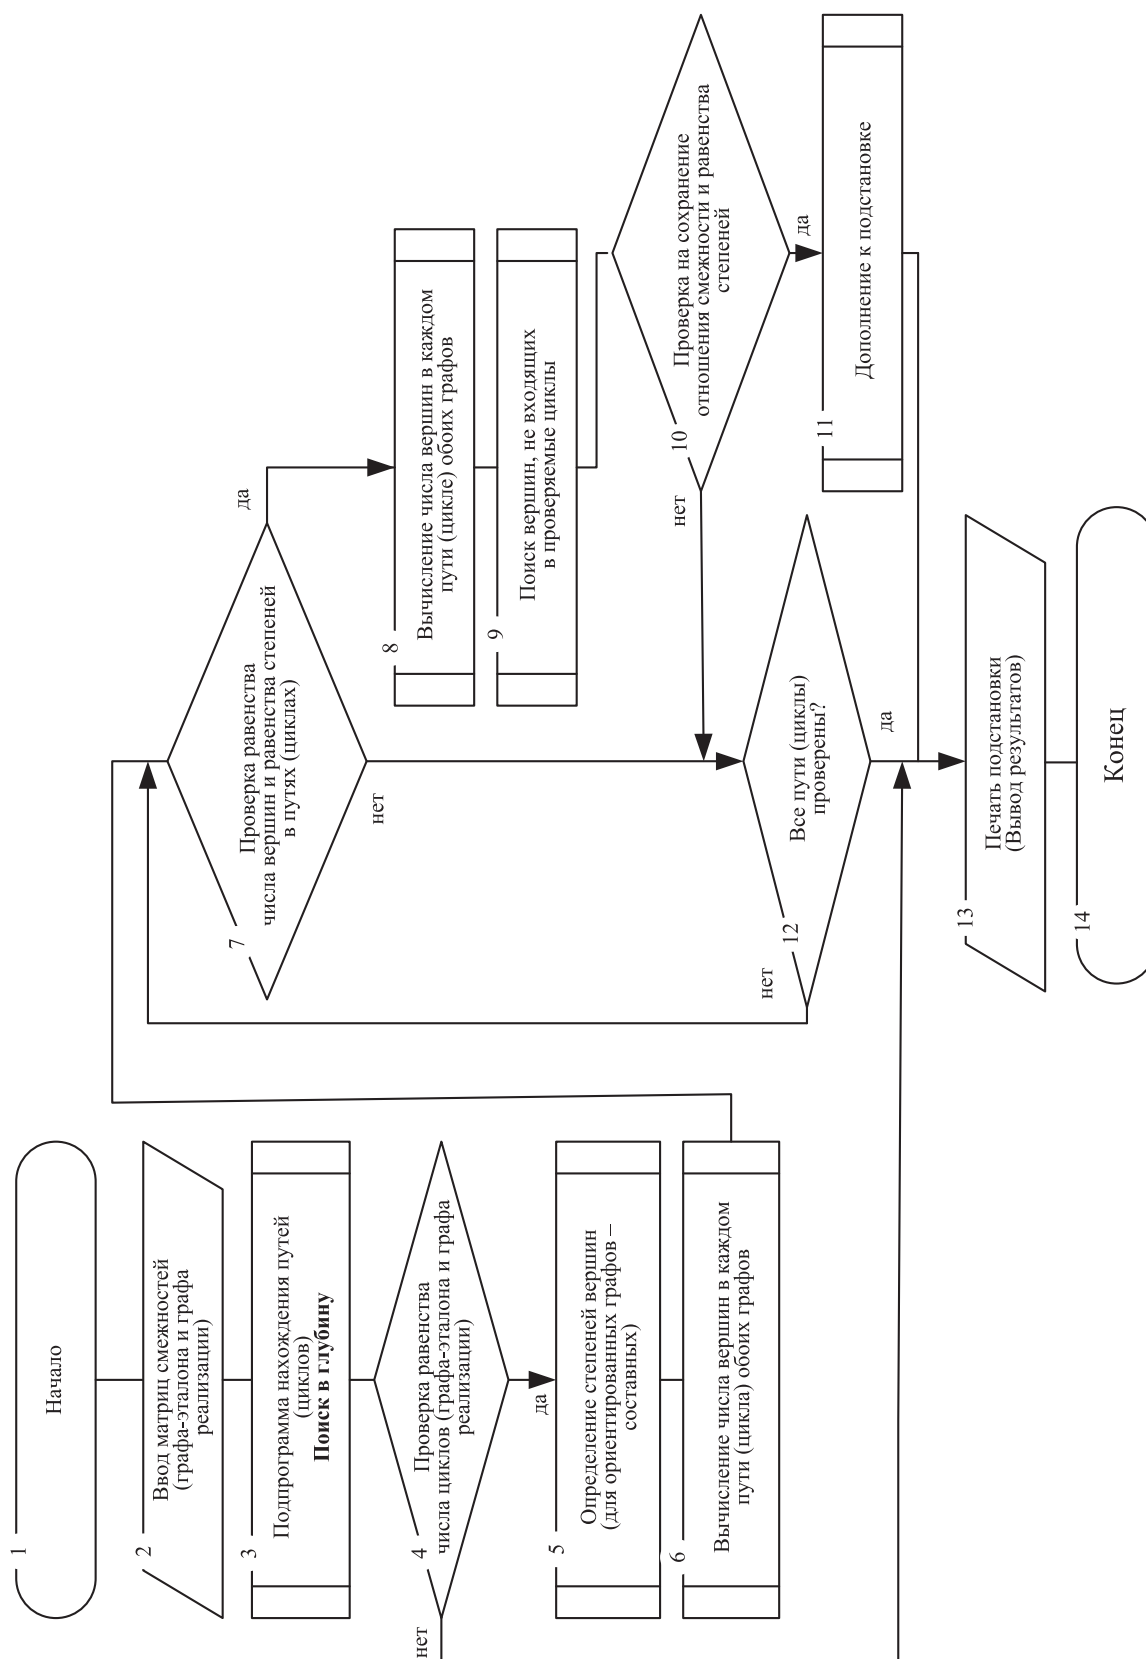 1
Начало
2
Ввод матриц смежностей
(графа-эталона и графа
реализации)
3
Подпрограмма нахождения путей
(циклов)
Поиск в глубину
4
Проверка равенства
числа циклов (графа-эталона и графа
реализации)
нет
да
5
Определение степеней вершин
(для ориентированных графов –
составных)
6
Вычисление числа вершин в каждом
пути (цикла) обоих графов
7
Проверка равенства
числа вершин и равенства степеней
в путях (циклах)
да
нет
8
Вычисление числа вершин в каждом
пути (цикле) обоих графов
9
Поиск вершин, не входящих
в проверяемые циклы
10
Проверка на сохранение
отношения смежности и равенства
степеней
нет
да
11
Дополнение к подстановке
12
Все пути (циклы)
проверены?
нет
да
13
Печать подстановки
(Вывод результатов)
14
Конец